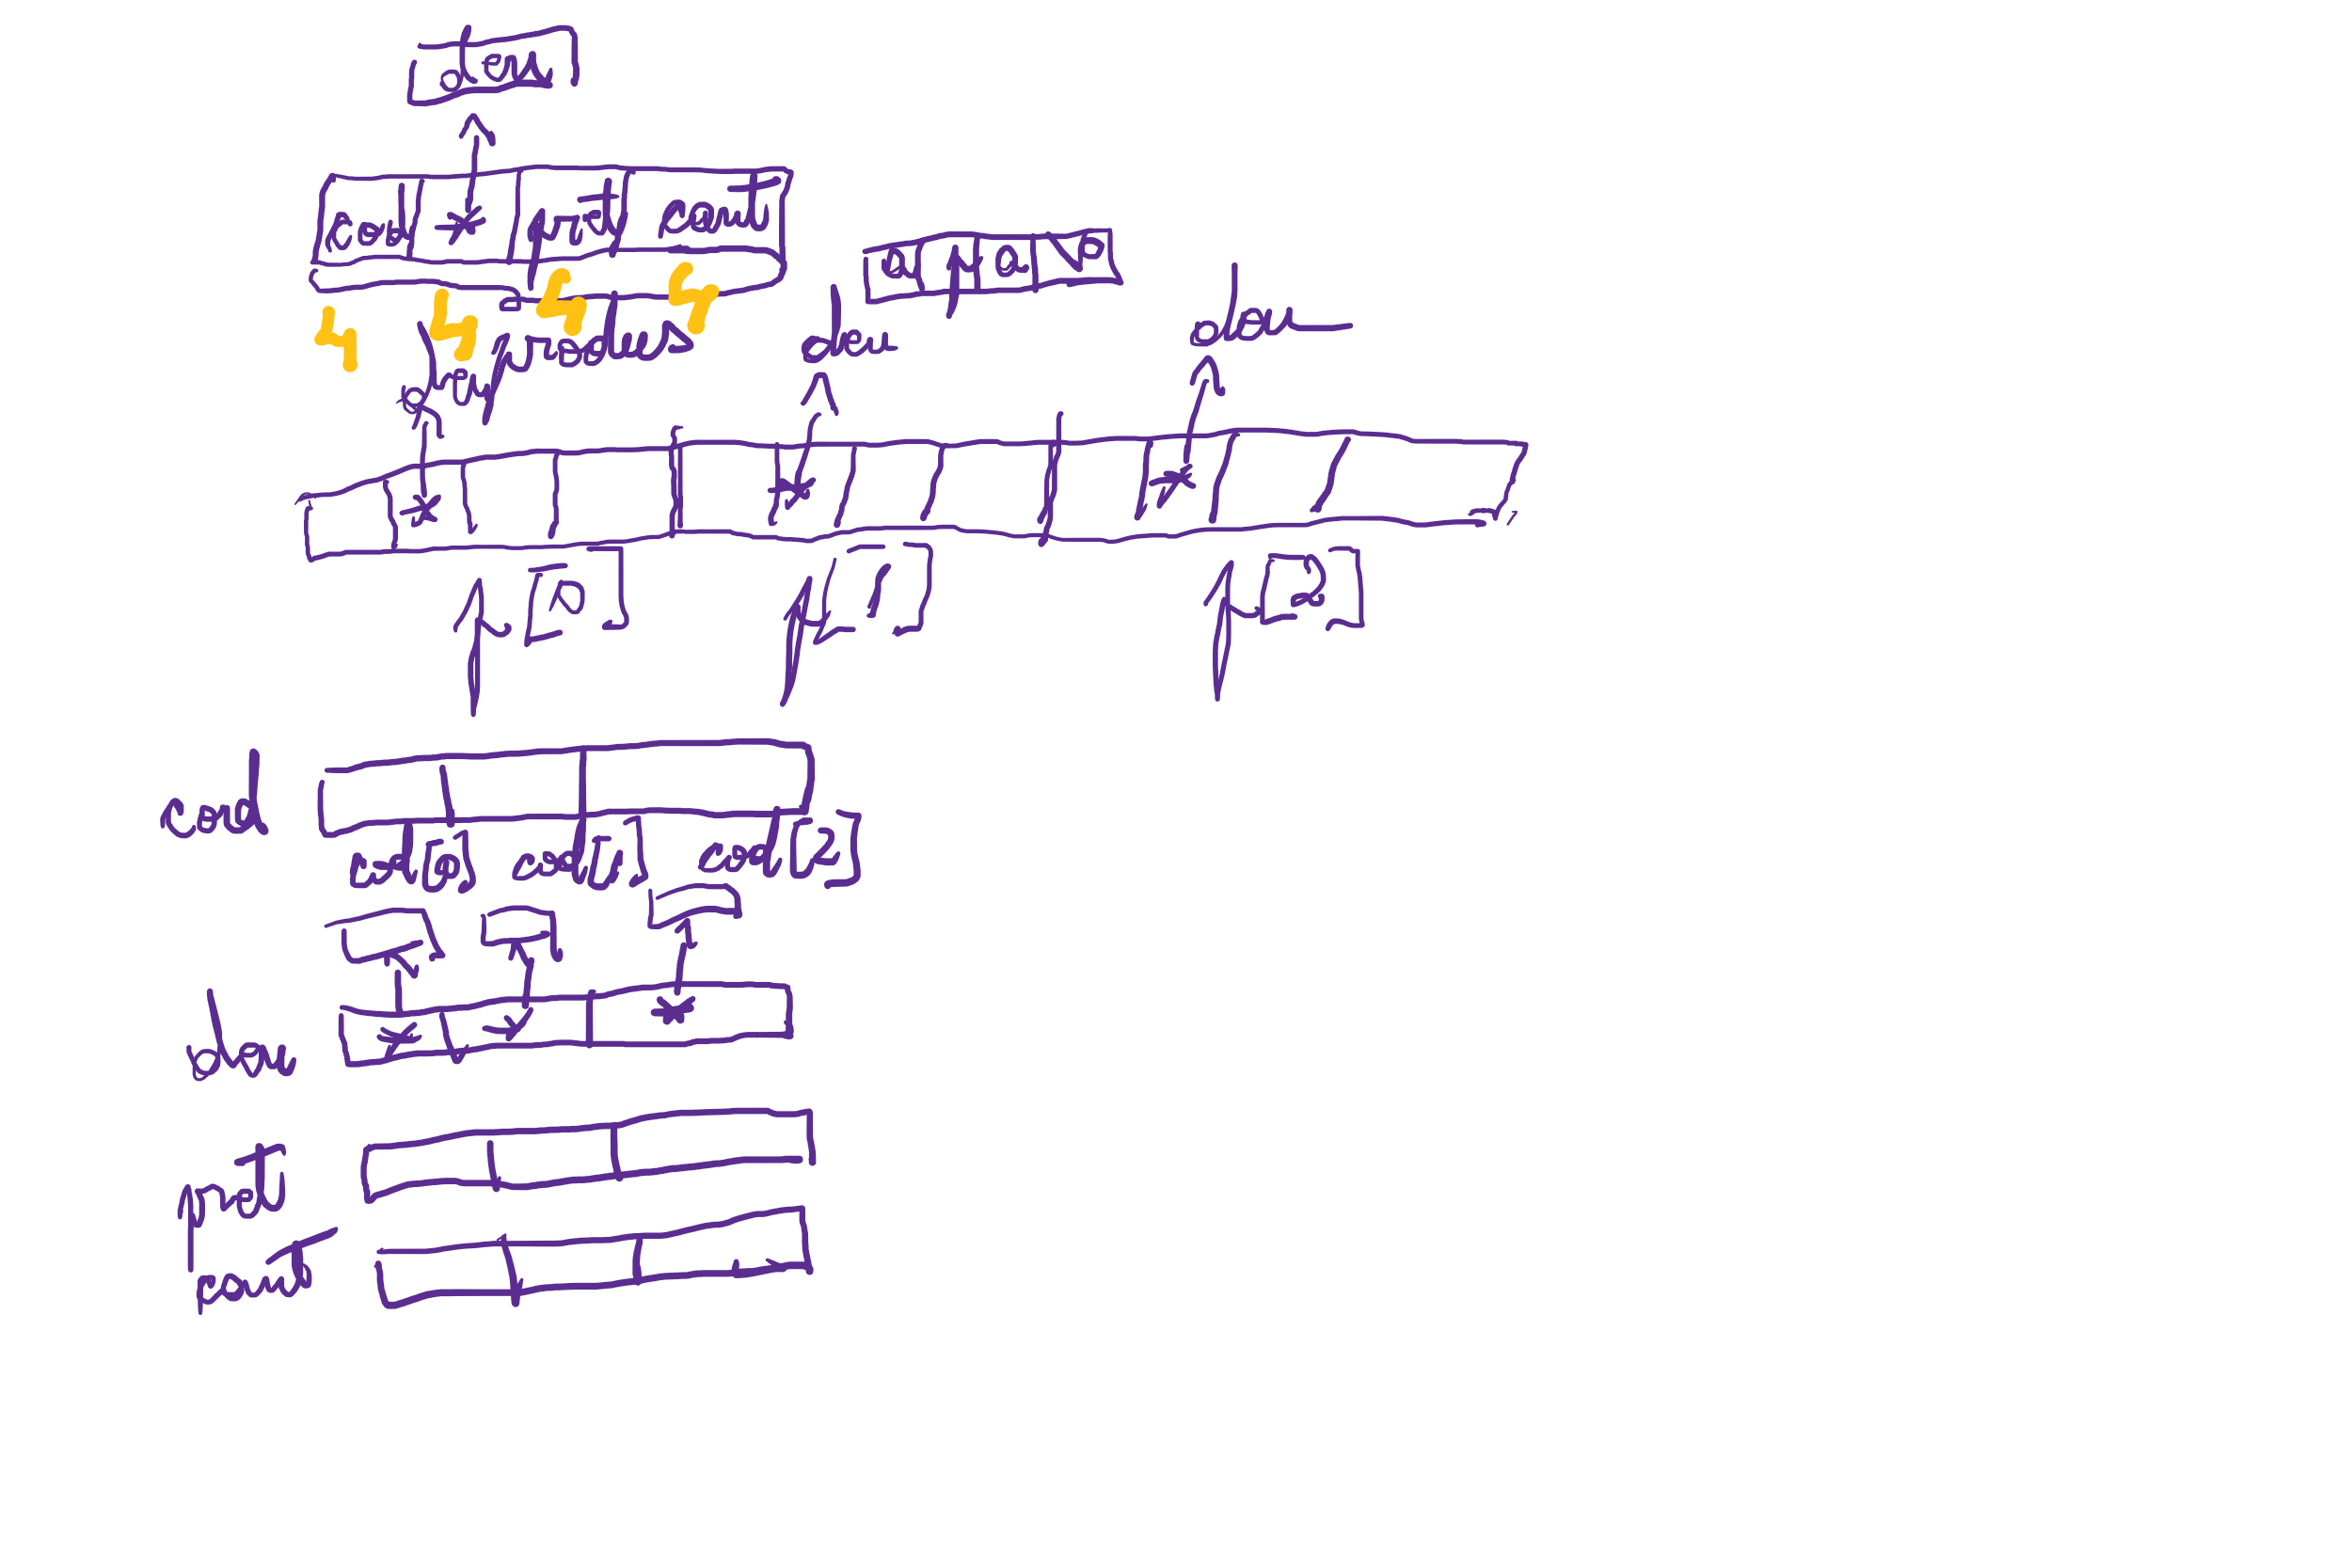 den
cod * pret cant
a p a \0
4 4 4 4
den den den
* * *
p[0] p[1] p[2]
cod
cod[0] cod[1] cod[2]
den * * *
pret
cant